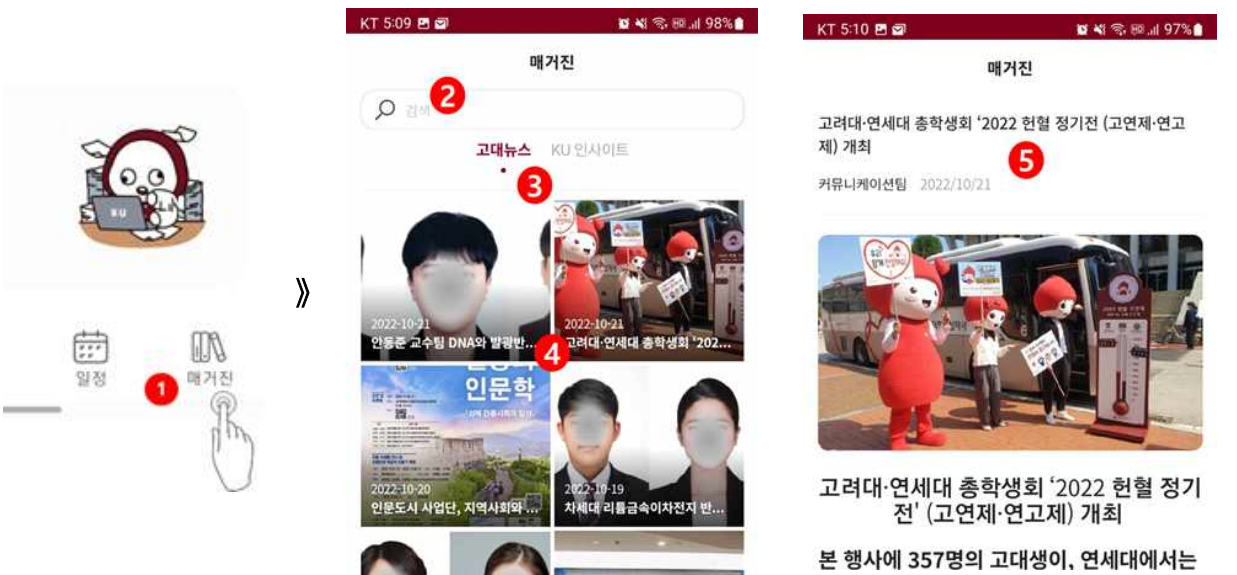 KU
일정
1
매거진
》
KT 5:09
98%
매거진
검색
2
고대뉴스 KU 인사이트
3
2022-10-21
안동준 교수팀 DNA와 발광반...
2022-10-21
고려대·연세대 총학생회 ‘202...
4
인문학
2022-10-20
인문도시 사업단, 지역사회와 ...
2022-10-19
차세대 리튬금속이차전지 반...
KT 5:10
97%
매거진
고려대·연세대 총학생회 ‘2022 헌혈 정기전 (고연제·연고
제) 개최
5
커뮤니케이션팀 2022/10/21
고려대·연세대 총학생회 ‘2022 헌혈 정기
전' (고연제·연고제) 개최
본 행사에 357명의 고대생이, 연세대에서는